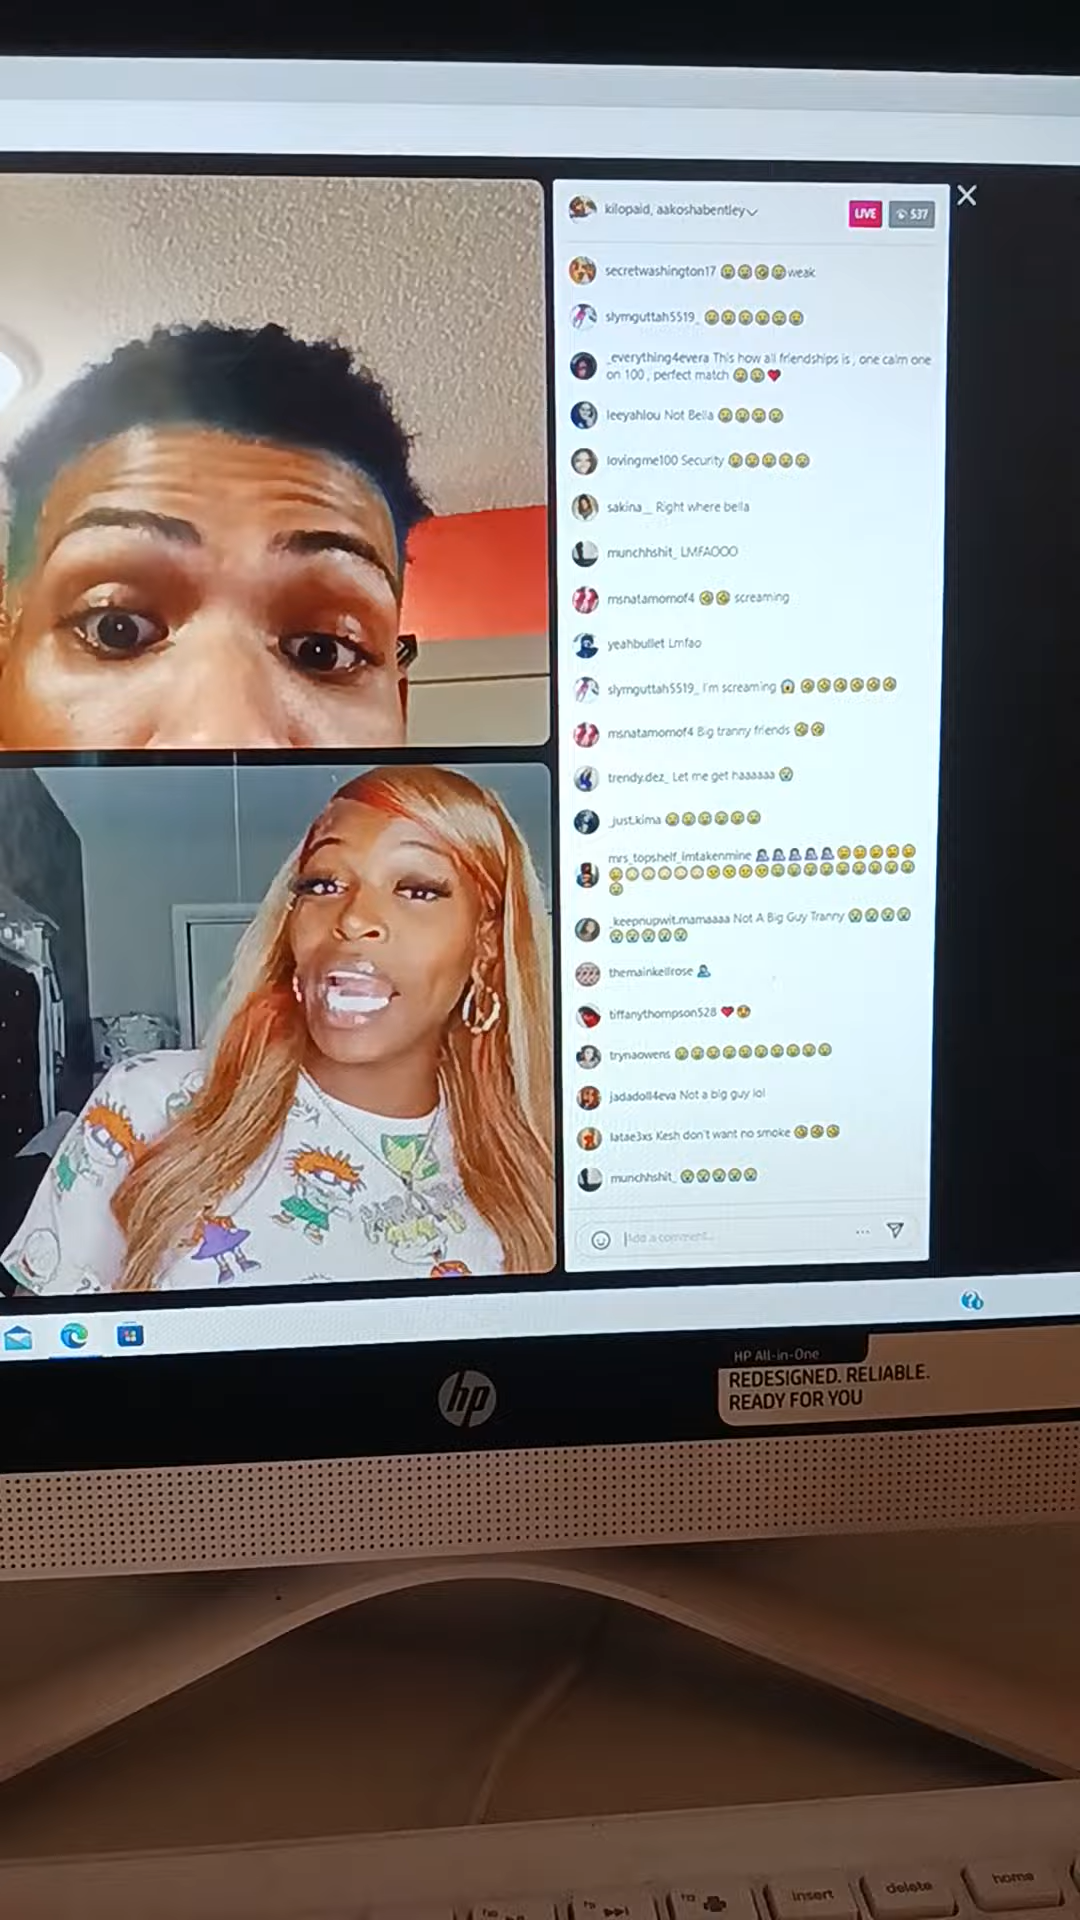 kilopaid, aakoshabentley
LIVE
537
secretwashington17 😢😢🤣😢weak
slymguttah5519_ 😢😢😢😢😢😢
_everything4evera This how all friendships is , one calm one
on 100 , perfect match 😢😢❤️
leeyahlou Not Bella 😢😢🤣🤣
lovingme100 Security 😢😢😢😢😢
sakina__ Right where bella
munchhshit_ LMFAOOO
msnatamomof4 🤣🤣 screaming
yeahbullet Lmfao
slymguttah5519_ I'm screaming 😱🤣🤣🤣🤣🤣🤣
msnatamomof4 Big tranny friends 🤣🤣
trendy.dez_ Let me get haaaaaa 😭
_just.kima 😢😢😢😢😢😢
mrs_topshelf_imtakenmine
_keepnupwit.mamaaaa Not A Big Guy Tranny 😭😭😭😭
😭😭😭😭😭
themainkellrose
tiffanythompson528 ❤️😍
trynaowens 😢😢😢😢😢😢😢😢😢😢
jadadoll4eva Not a big guy lol
latae3xs Kesh don't want no smoke 🤣🤣🤣
munchhshit_ 😭😭😭😭😭
Add a comment...
hp
HP All-in-One
REDESIGNED. RELIABLE.
READY FOR YOU
insert
delete
home